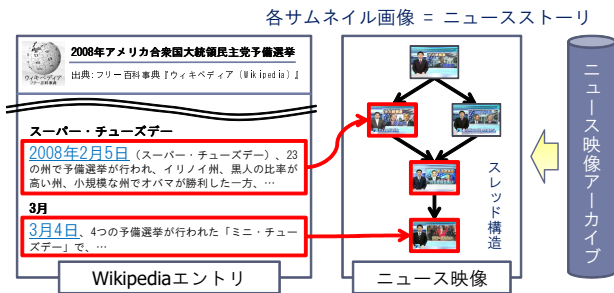 各サムネイル画像 = ニュースストーリ
ウィキペディア
フリー百科事典
2008年アメリカ合衆国大統領民主党予備選挙
出典: フリー百科事典『ウィキペディア (Wikipedia)』
スーパー・チューズデー
2008年2月5日 (スーパー・チューズデー)、23
の州で予備選挙が行われ、イリノイ州、黒人の比率が
高い州、小規模な州でオバマが勝利した一方、…
3月
3月4日、4つの予備選挙が行われた「ミニ・チュー
ズデー」で、…
Wikipediaエントリ
スレッド構造
ニュース映像
ニュース映像アーカイブ